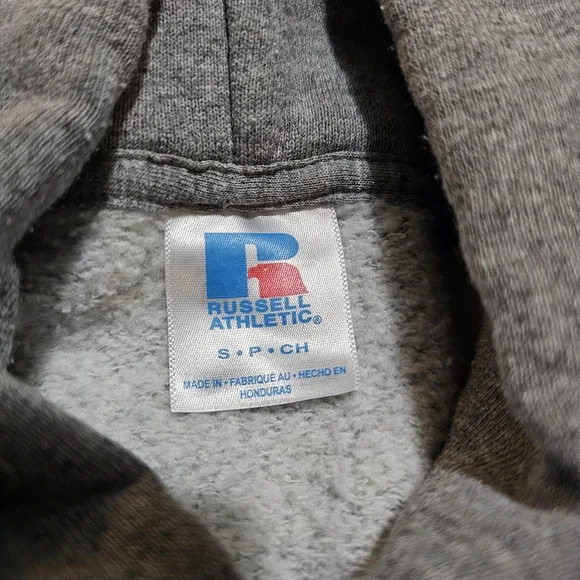 RUSSELL
ATHLETIC®
S • P • CH
MADE IN • FABRIQUE AU • HECHO EN
HONDURAS